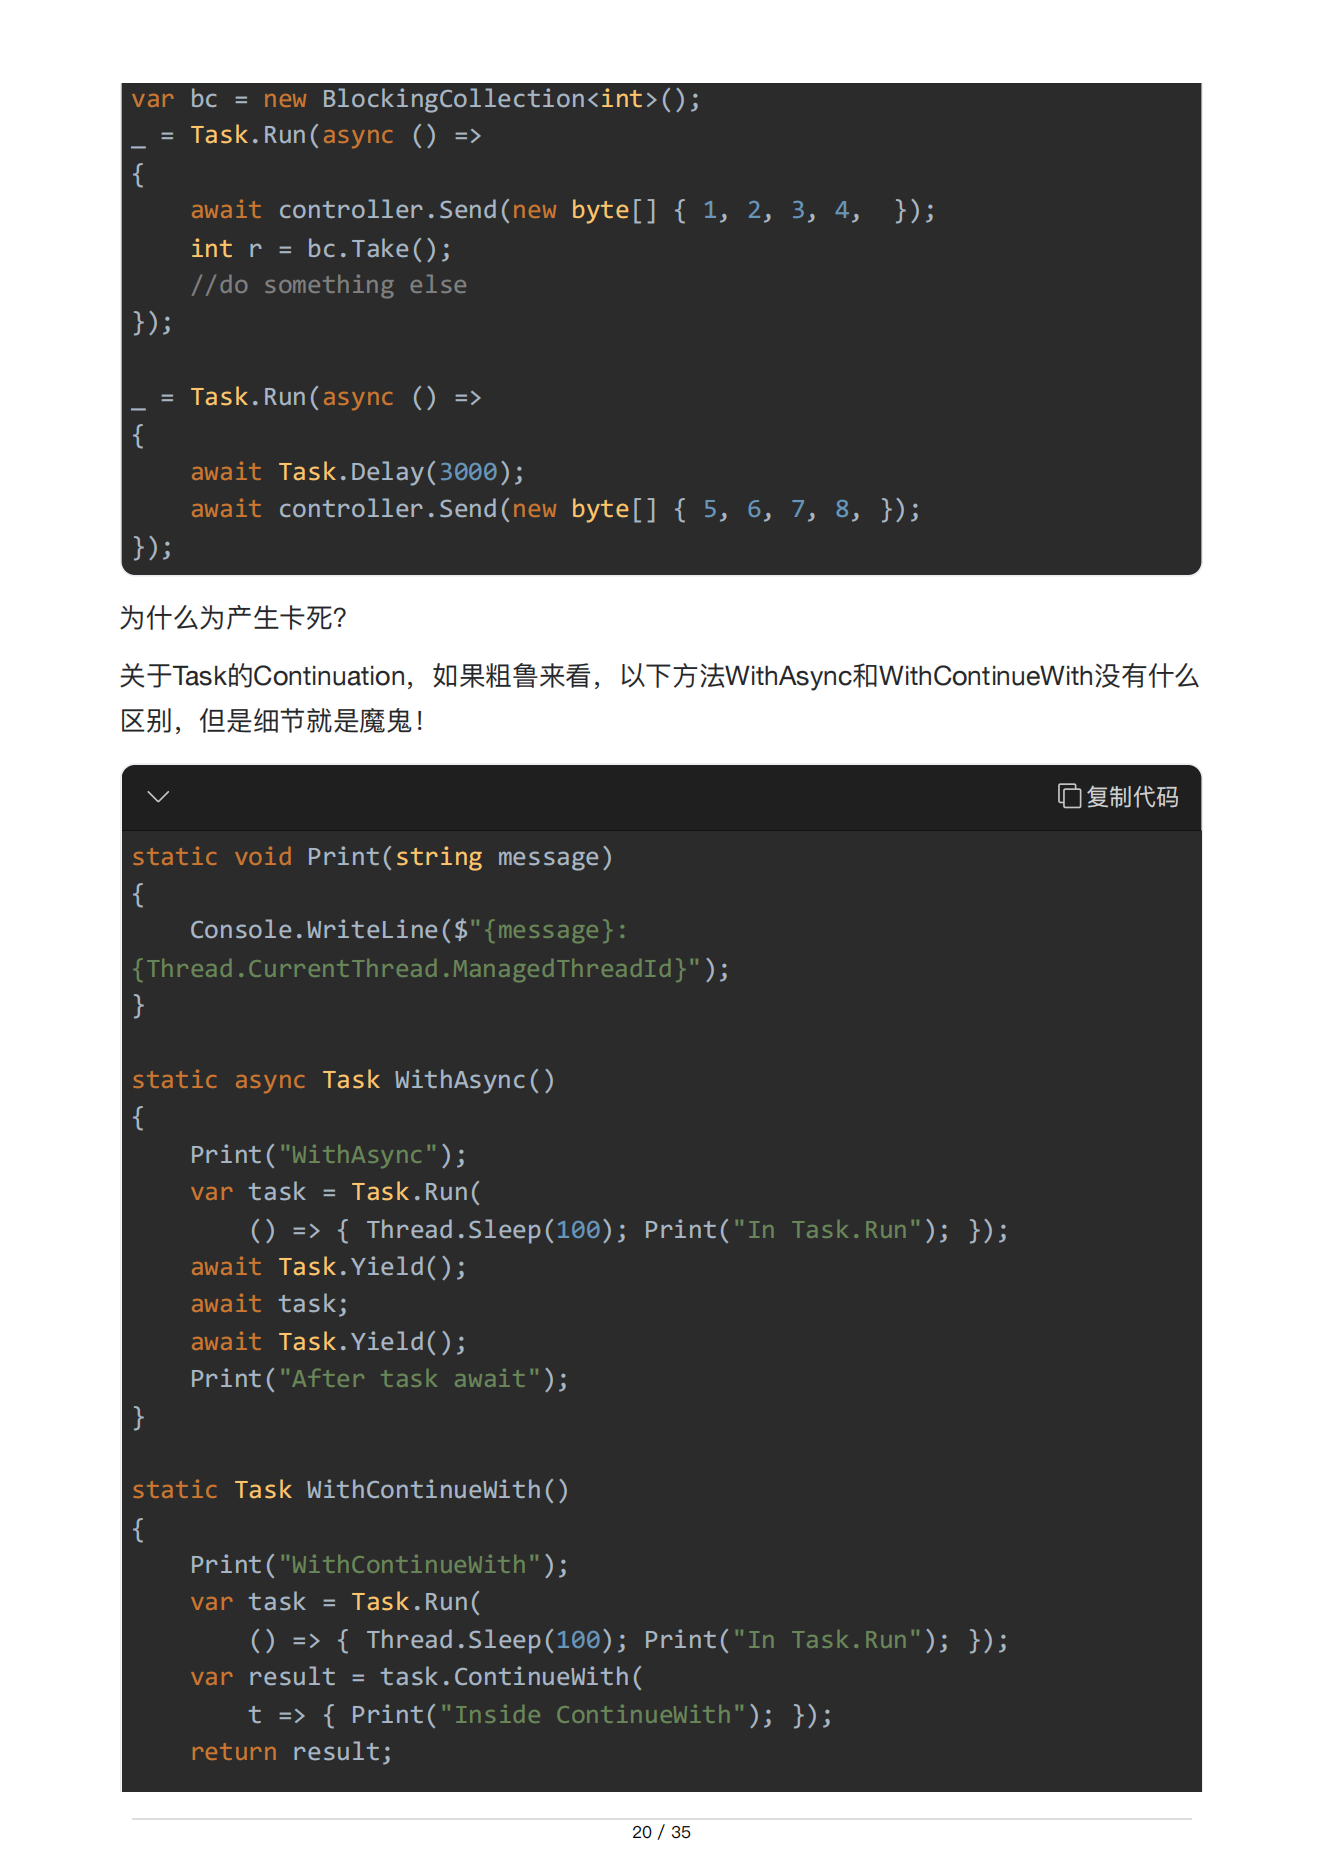 var bc = new BlockingCollection<int>();
_ = Task.Run(async () =>
{
    await controller.Send(new byte[] { 1, 2, 3, 4,  });
    int r = bc.Take();
    //do something else
});

_ = Task.Run(async () =>
{
    await Task.Delay(3000);
    await controller.Send(new byte[] { 5, 6, 7, 8, });
});
为什么为产生卡死?
关于Task的Continuation，如果粗鲁来看，以下方法WithAsync和WithContinueWith没有什么
区别，但是细节就是魔鬼！
复制代码
static void Print(string message)
{
    Console.WriteLine($"{message}:
{Thread.CurrentThread.ManagedThreadId}");
}

static async Task WithAsync()
{
    Print("WithAsync");
    var task = Task.Run(
        () => { Thread.Sleep(100); Print("In Task.Run"); });
    await Task.Yield();
    await task;
    await Task.Yield();
    Print("After task await");
}

static Task WithContinueWith()
{
    Print("WithContinueWith");
    var task = Task.Run(
        () => { Thread.Sleep(100); Print("In Task.Run"); });
    var result = task.ContinueWith(
        t => { Print("Inside ContinueWith"); });
    return result;
20 / 35